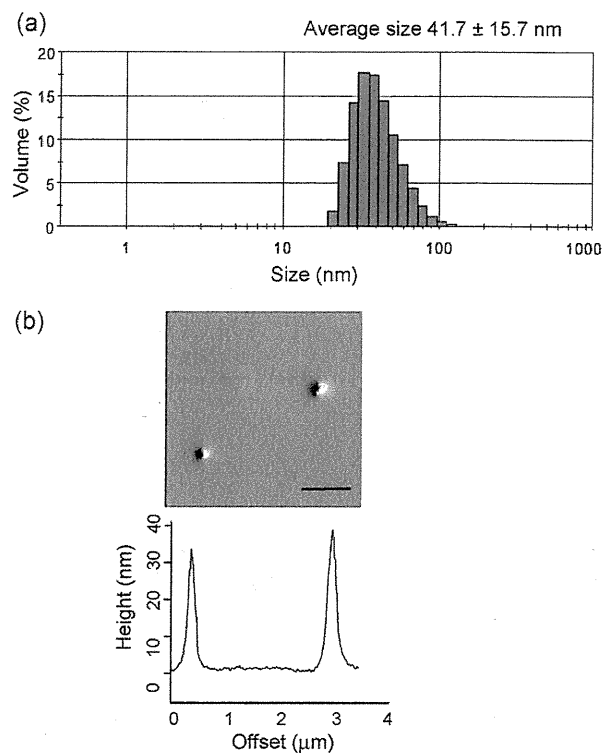 (a)
Average size 41.7 ± 15.7 nm
20
15
10
5
0
Volume (%)
1 10 100 1000
Size (nm)
(b)
40
30
20
10
0
Height (nm)
0 1 2 3 4
Offset (μm)